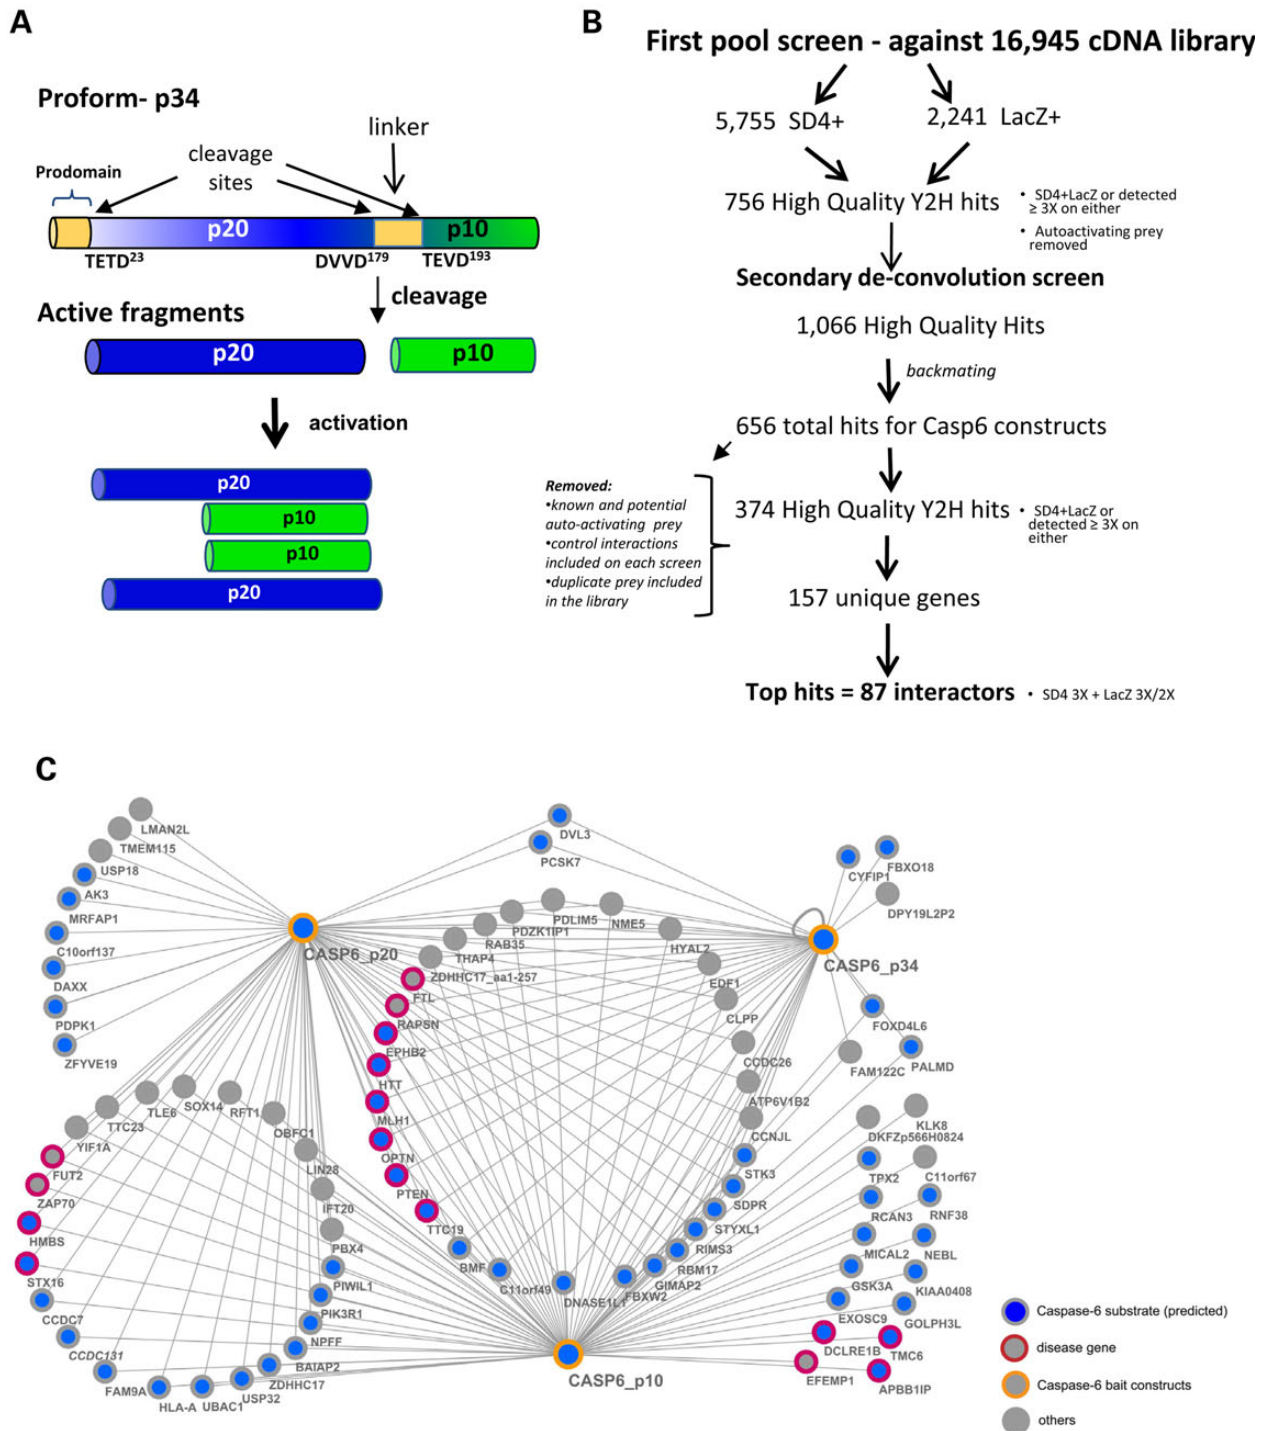 A
Proform- p34
linker
cleavage
sites
Prodomain
p20
p10
TETD23
DVVD179
TEVD193
cleavage
Active fragments
p20
p10
activation
p20
p10
p10
p20
B
First pool screen - against 16,945 cDNA library
5,755 SD4+
2,241 LacZ+
756 High Quality Y2H hits
• SD4+LacZ or detected
≥ 3X on either
• Autoactivating prey
removed
Secondary de-convolution screen
1,066 High Quality Hits
backmating
656 total hits for Casp6 constructs
Removed:
•known and potential
auto-activating prey
•control interactions
included on each screen
•duplicate prey included
in the library
374 High Quality Y2H hits
• SD4+LacZ or
detected ≥ 3X on
either
157 unique genes
Top hits = 87 interactors
• SD4 3X + LacZ 3X/2X
C
LMAN2L
TMEM115
USP18
AK3
MRFAP1
C10orf137
DAXX
PDPK1
ZFYVE19
CASP6_p20
DVL3
PCSK7
PDLIM5
NME5
PDZK1IP1
RAB35
HYAL2
THAP4
ZDHHC17_aa1-257
EDF1
FTL
RAPSN
CLPP
EPHB2
CCDC26
HTT
ATP6V1B2
MLH1
CCNJL
OPTN
STK3
PTEN
SDPR
TTC19
STYXL1
RIMS3
BMF
RBM17
C11orf49
GIMAP2
DNASE1L1
FBXW2
CYFIP1
FBXO18
DPY19L2P2
CASP6_p34
FOXD4L6
FAM122C
PALMD
TLE6
SOX14
RFT1
TTC23
OBFC1
YIF1A
LIN28
FUT2
ZAP70
IFT20
HMBS
PBX4
STX16
PIWIL1
CCDC7
PIK3R1
CCDC131
NPFF
FAM9A
BAIAP2
HLA-A
UBAC1
USP32
ZDHHC17
CASP6_p10
KLK8
DKFZp566H0824
TPX2
C11orf67
RCAN3
RNF38
MICAL2
NEBL
GSK3A
KIAA0408
EXOSC9
GOLPH3L
DCLRE1B
TMC6
EFEMP1
APBB1IP
Caspase-6 substrate (predicted)
disease gene
Caspase-6 bait constructs
others